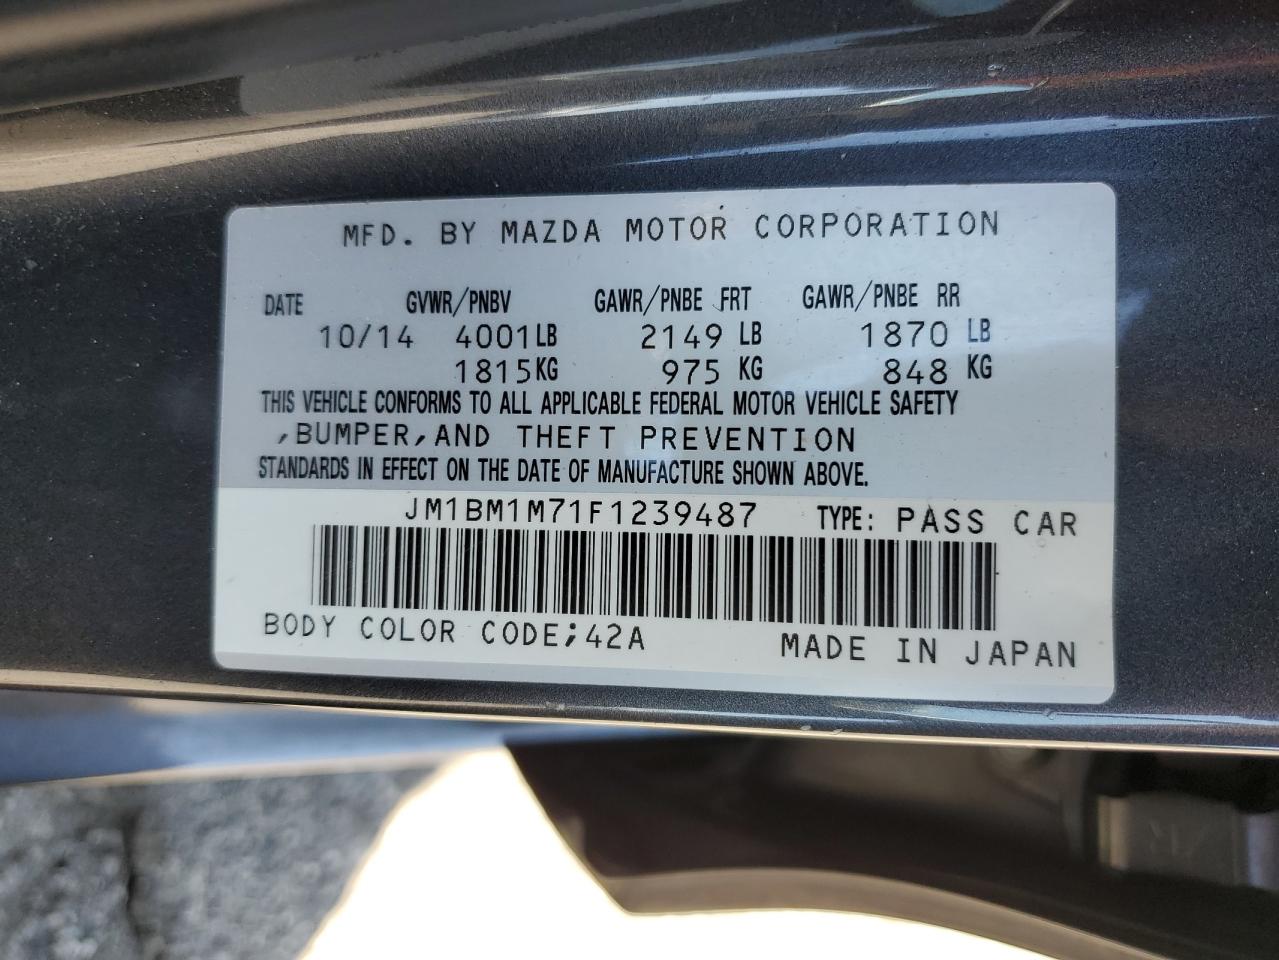 MFD. BY MAZDA MOTOR CORPORATION
DATE GVWR/PNBV GAWR/PNBE FRT GAWR/PNBE RR
10/14 4001LB 2149 LB 1870 LB
1815KG 975 KG 848 KG
THIS VEHICLE CONFORMS TO ALL APPLICABLE FEDERAL MOTOR VEHICLE SAFETY
,BUMPER,AND THEFT PREVENTION
STANDARDS IN EFFECT ON THE DATE OF MANUFACTURE SHOWN ABOVE.
JM1BM1M71F1239487 TYPE: PASS CAR
BODY COLOR CODE;42A MADE IN JAPAN